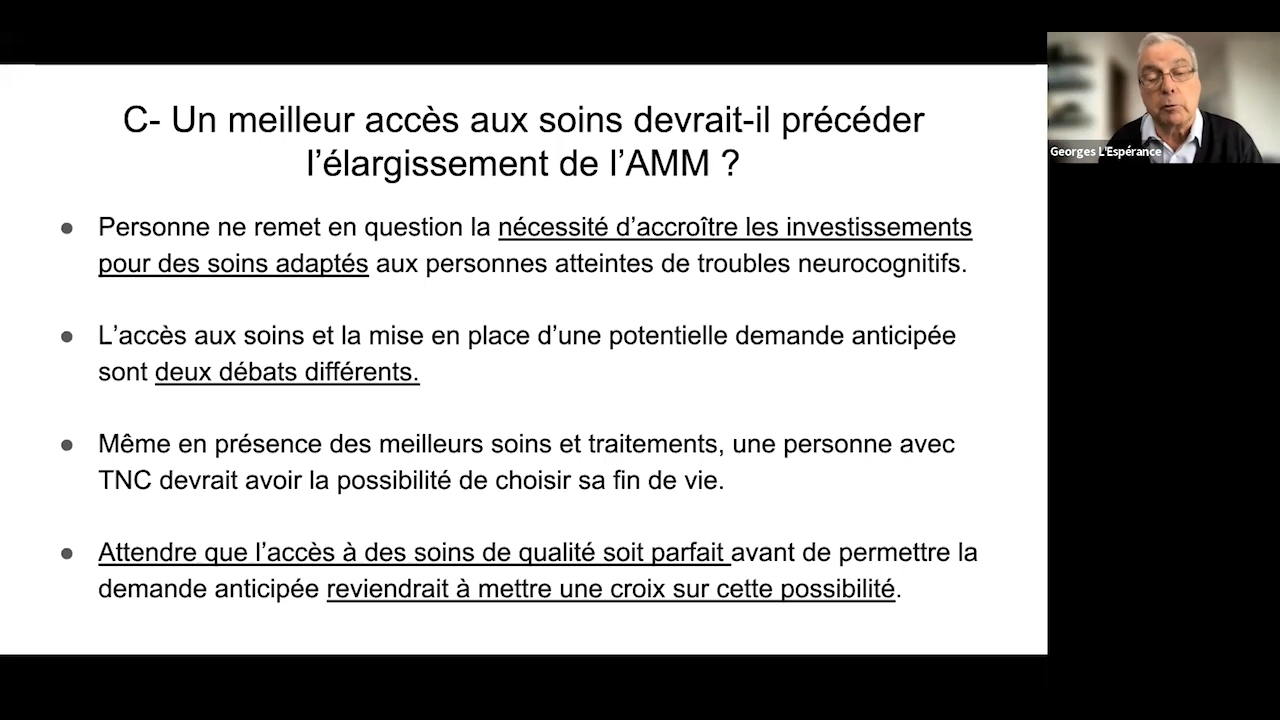 C- Un meilleur accès aux soins devrait-il précéder
l’élargissement de l’AMM ?
● Personne ne remet en question la nécessité d’accroître les investissements
pour des soins adaptés aux personnes atteintes de troubles neurocognitifs.
● L’accès aux soins et la mise en place d’une potentielle demande anticipée
sont deux débats différents.
● Même en présence des meilleurs soins et traitements, une personne avec
TNC devrait avoir la possibilité de choisir sa fin de vie.
● Attendre que l’accès à des soins de qualité soit parfait avant de permettre la
demande anticipée reviendrait à mettre une croix sur cette possibilité.
Georges L'Espérance